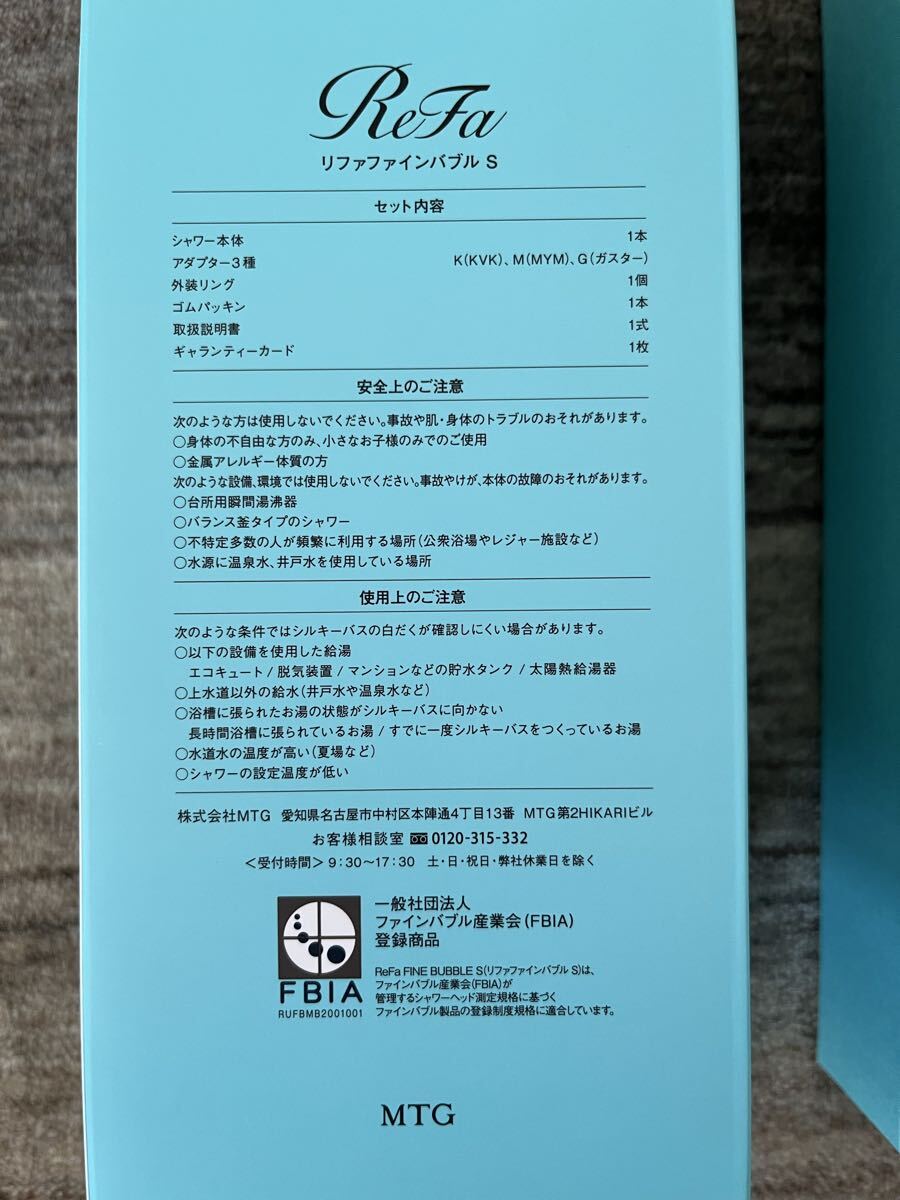 ReFa
リファファインバブル S
セット内容
シャワー本体 1本
アダプター3種 K(KVK)、M(MYM)、G(ガスター)
外装リング 1個
ゴムパッキン 1本
取扱説明書 1式
ギャランティーカード 1枚
安全上のご注意
次のような方は使用しないでください。事故や肌・身体のトラブルのおそれがあります。
○身体の不自由な方のみ、小さなお子様のみでのご使用
○金属アレルギー体質の方
次のような設備、環境では使用しないでください。事故やけが、本体の故障のおそれがあります。
○台所用瞬間湯沸器
○バランス釜タイプのシャワー
○不特定多数の人が頻繁に利用する場所(公衆浴場やレジャー施設など)
○水源に温泉水、井戸水を使用している場所
使用上のご注意
次のような条件ではシルキーバスの白だくが確認しにくい場合があります。
○以下の設備を使用した給湯
エコキュート / 脱気装置 / マンションなどの貯水タンク / 太陽熱給湯器
○上水道以外の給水(井戸水や温泉水など)
○浴槽に張られたお湯の状態がシルキーバスに向かない
長時間浴槽に張られているお湯 / すでに一度シルキーバスをつくっているお湯
○水道水の温度が高い(夏場など)
○シャワーの設定温度が低い
株式会社MTG 愛知県名古屋市中村区本陣通4丁目13番 MTG第2HIKARIビル
お客様相談室 0120-315-332
<受付時間> 9:30〜17:30 土・日・祝日・弊社休業日を除く
一般社団法人
ファインバブル産業会(FBIA)
登録商品
FBIA
RUFBMB2001001
ReFa FINE BUBBLE S(リファファインバブル S)は、
ファインバブル産業会(FBIA)が
管理するシャワーヘッド測定規格に基づく
ファインバブル製品の登録制度規格に適合しています。
MTG